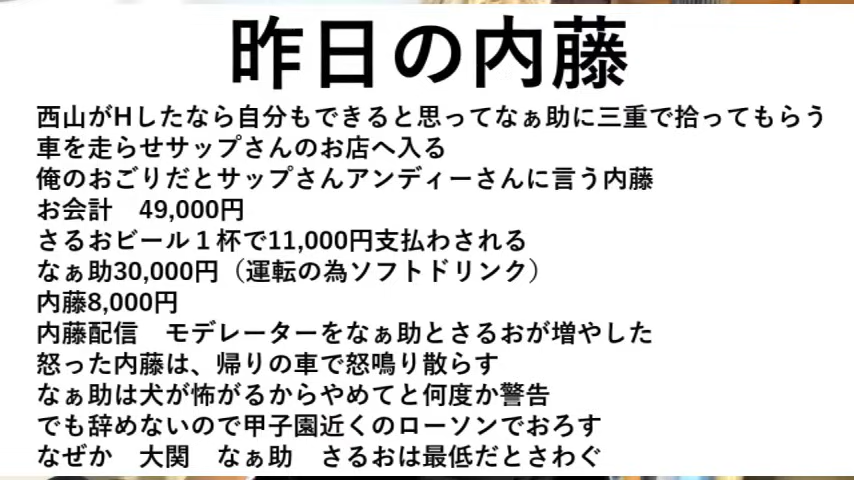 昨日の内藤
西山がHしたなら自分もできると思ってなぁ助に三重で拾ってもらう
車を走らせサップさんのお店へ入る
俺のおごりだとサップさんアンディーさんに言う内藤
お会計　49,000円
さるおビール１杯で11,000円支払わされる
なぁ助30,000円（運転の為ソフトドリンク）
内藤8,000円
内藤配信　モデレーターをなぁ助とさるおが増やした
怒った内藤は、帰りの車で怒鳴り散らす
なぁ助は犬が怖がるからやめてと何度か警告
でも辞めないので甲子園近くのローソンでおろす
なぜか　大関　なぁ助　さるおは最低だとさわぐ